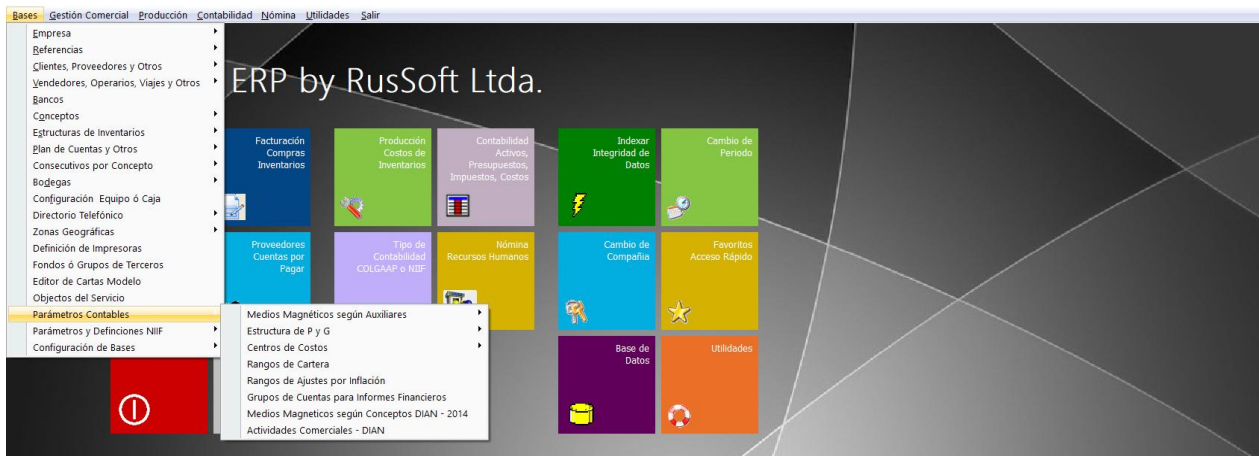 Bases Gestión Comercial Producción Contabilidad Nómina Utilidades Salir
Empresa
Referencias
Clientes, Proveedores y Otros
Vendedores, Operarios, Viajes y Otros
Bancos
Conceptos
Estructuras de Inventarios
Plan de Cuentas y Otros
Consecutivos por Concepto
Bodegas
Configuración Equipo ó Caja
Directorio Telefónico
Zonas Geográficas
Definición de Impresoras
Fondos ó Grupos de Terceros
Editor de Cartas Modelo
Objectos del Servicio
Parámetros Contables
Parámetros y Definciones NIIF
Configuración de Bases
Medios Magnéticos según Auxiliares
Estructura de P y G
Centros de Costos
Rangos de Cartera
Rangos de Ajustes por Inflación
Grupos de Cuentas para Informes Financieros
Medios Magneticos según Conceptos DIAN - 2014
Actividades Comerciales - DIAN
ERP by RusSoft Ltda.
Facturación
Compras
Inventarios
Producción
Costos de
Inventarios
Contabilidad
Activos,
Presupuestos,
Impuestos, Costos
Indexar
Integridad de
Datos
Cambio de
Periodo
Proveedores
Cuentas por
Pagar
Tipo de
Contabilidad
COLGAAP o NIIF
Nómina
Recursos Humanos
Cambio de
Compañia
Favoritos
Acceso Rápido
Base de
Datos
Utilidades